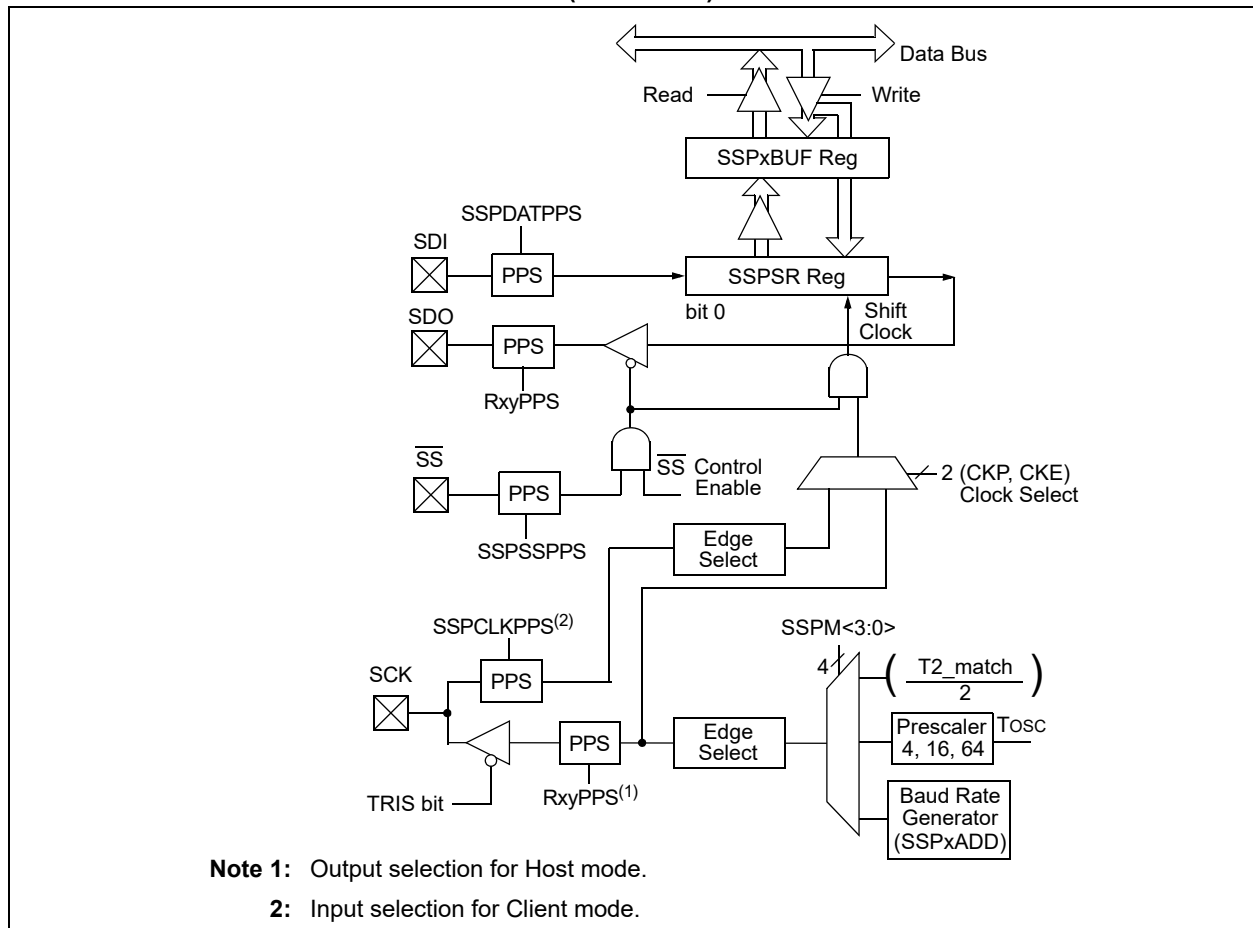 Data Bus
Read
Write
SSPxBUF Reg
SSPDATPPS
SDI
PPS
SSPSR Reg
bit 0
Shift
Clock
SDO
PPS
RxyPPS
SS
PPS
SSPSSPPS
SS Control
Enable
2 (CKP, CKE)
Clock Select
Edge
Select
SSPCLKPPS(2)
SCK
PPS
SSPM<3:0>
4
( T2_match )
2
Prescaler
4, 16, 64
TOSC
PPS
Edge
Select
RxyPPS(1)
TRIS bit
Baud Rate
Generator
(SSPxADD)
Note 1: Output selection for Host mode.
2: Input selection for Client mode.